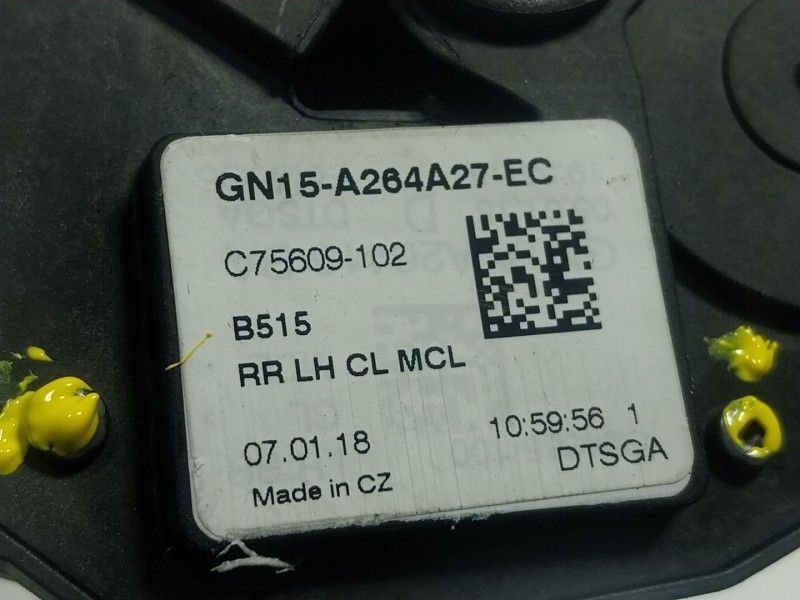 GN15-A264A27-EC
C75609-102
B515
RR LH CL MCL
07.01.18 10:59:56 1
Made in CZ DTSGA